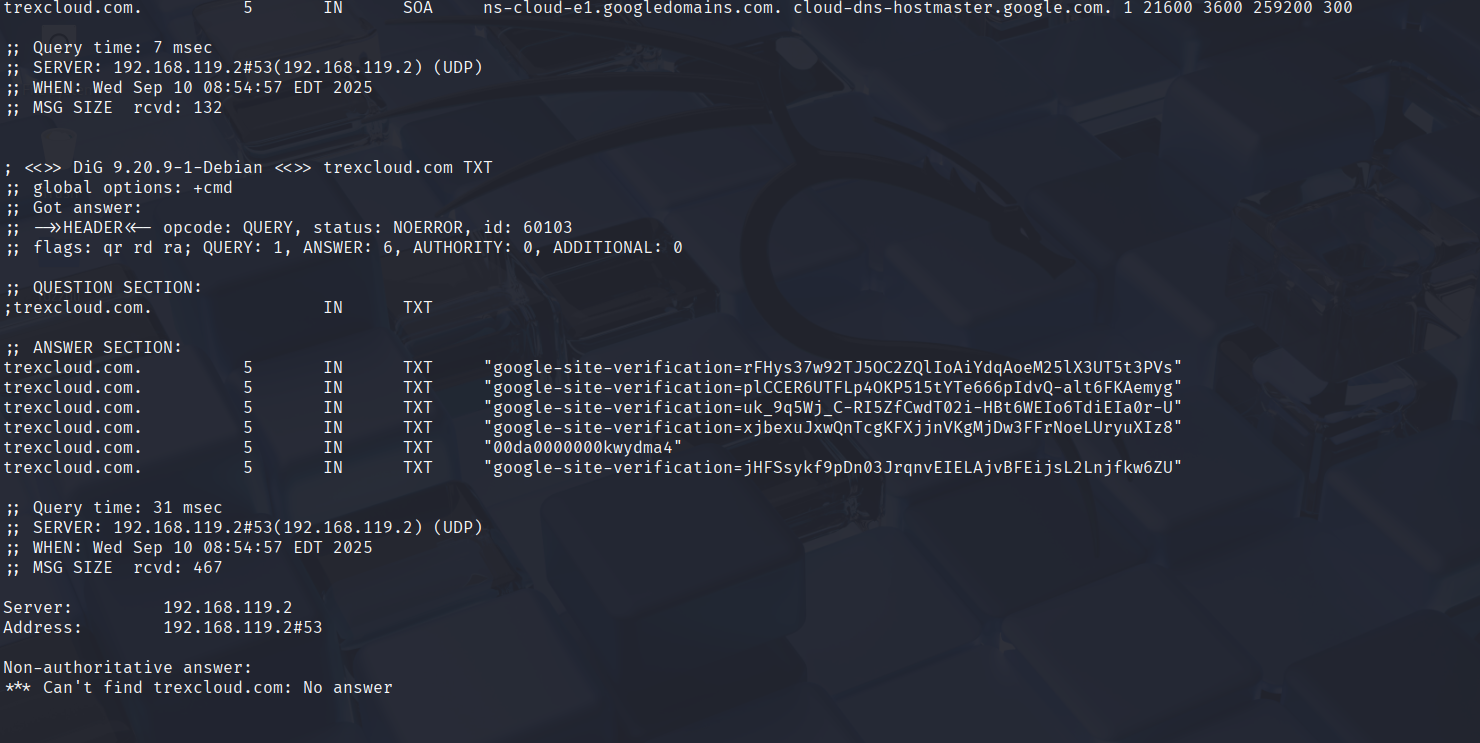 trexcloud.com. 5 IN SOA ns-cloud-e1.googledomains.com. cloud-dns-hostmaster.google.com. 1 21600 3600 259200 300
;; Query time: 7 msec
;; SERVER: 192.168.119.2#53(192.168.119.2) (UDP)
;; WHEN: Wed Sep 10 08:54:57 EDT 2025
;; MSG SIZE rcvd: 132
; <<>> DiG 9.20.9-1-Debian <<>> trexcloud.com TXT
;; global options: +cmd
;; Got answer:
;; ->>HEADER<<- opcode: QUERY, status: NOERROR, id: 60103
;; flags: qr rd ra; QUERY: 1, ANSWER: 6, AUTHORITY: 0, ADDITIONAL: 0
;; QUESTION SECTION:
;trexcloud.com. IN TXT
;; ANSWER SECTION:
trexcloud.com. 5 IN TXT "google-site-verification=rFHys37w92TJ5OC2ZQlIoAiYdqAoeM25lX3UT5t3PVs"
trexcloud.com. 5 IN TXT "google-site-verification=plCCER6UTFLp4OKP515tYTe666pIdvQ-alt6FKAemyg"
trexcloud.com. 5 IN TXT "google-site-verification=uk_9q5Wj_C-RI5ZfCwdT02i-HBt6WEIo6TdiEIa0r-U"
trexcloud.com. 5 IN TXT "google-site-verification=xjbexuJxwQnTcgKFXjjnVKgMjDw3FFrNoeLUryuXIz8"
trexcloud.com. 5 IN TXT "00da0000000kwydma4"
trexcloud.com. 5 IN TXT "google-site-verification=jHFSsykf9pDn03JrqnvEIELAjvBFEijsL2Lnjfkw6ZU"
;; Query time: 31 msec
;; SERVER: 192.168.119.2#53(192.168.119.2) (UDP)
;; WHEN: Wed Sep 10 08:54:57 EDT 2025
;; MSG SIZE rcvd: 467
Server: 192.168.119.2
Address: 192.168.119.2#53
Non-authoritative answer:
*** Can't find trexcloud.com: No answer